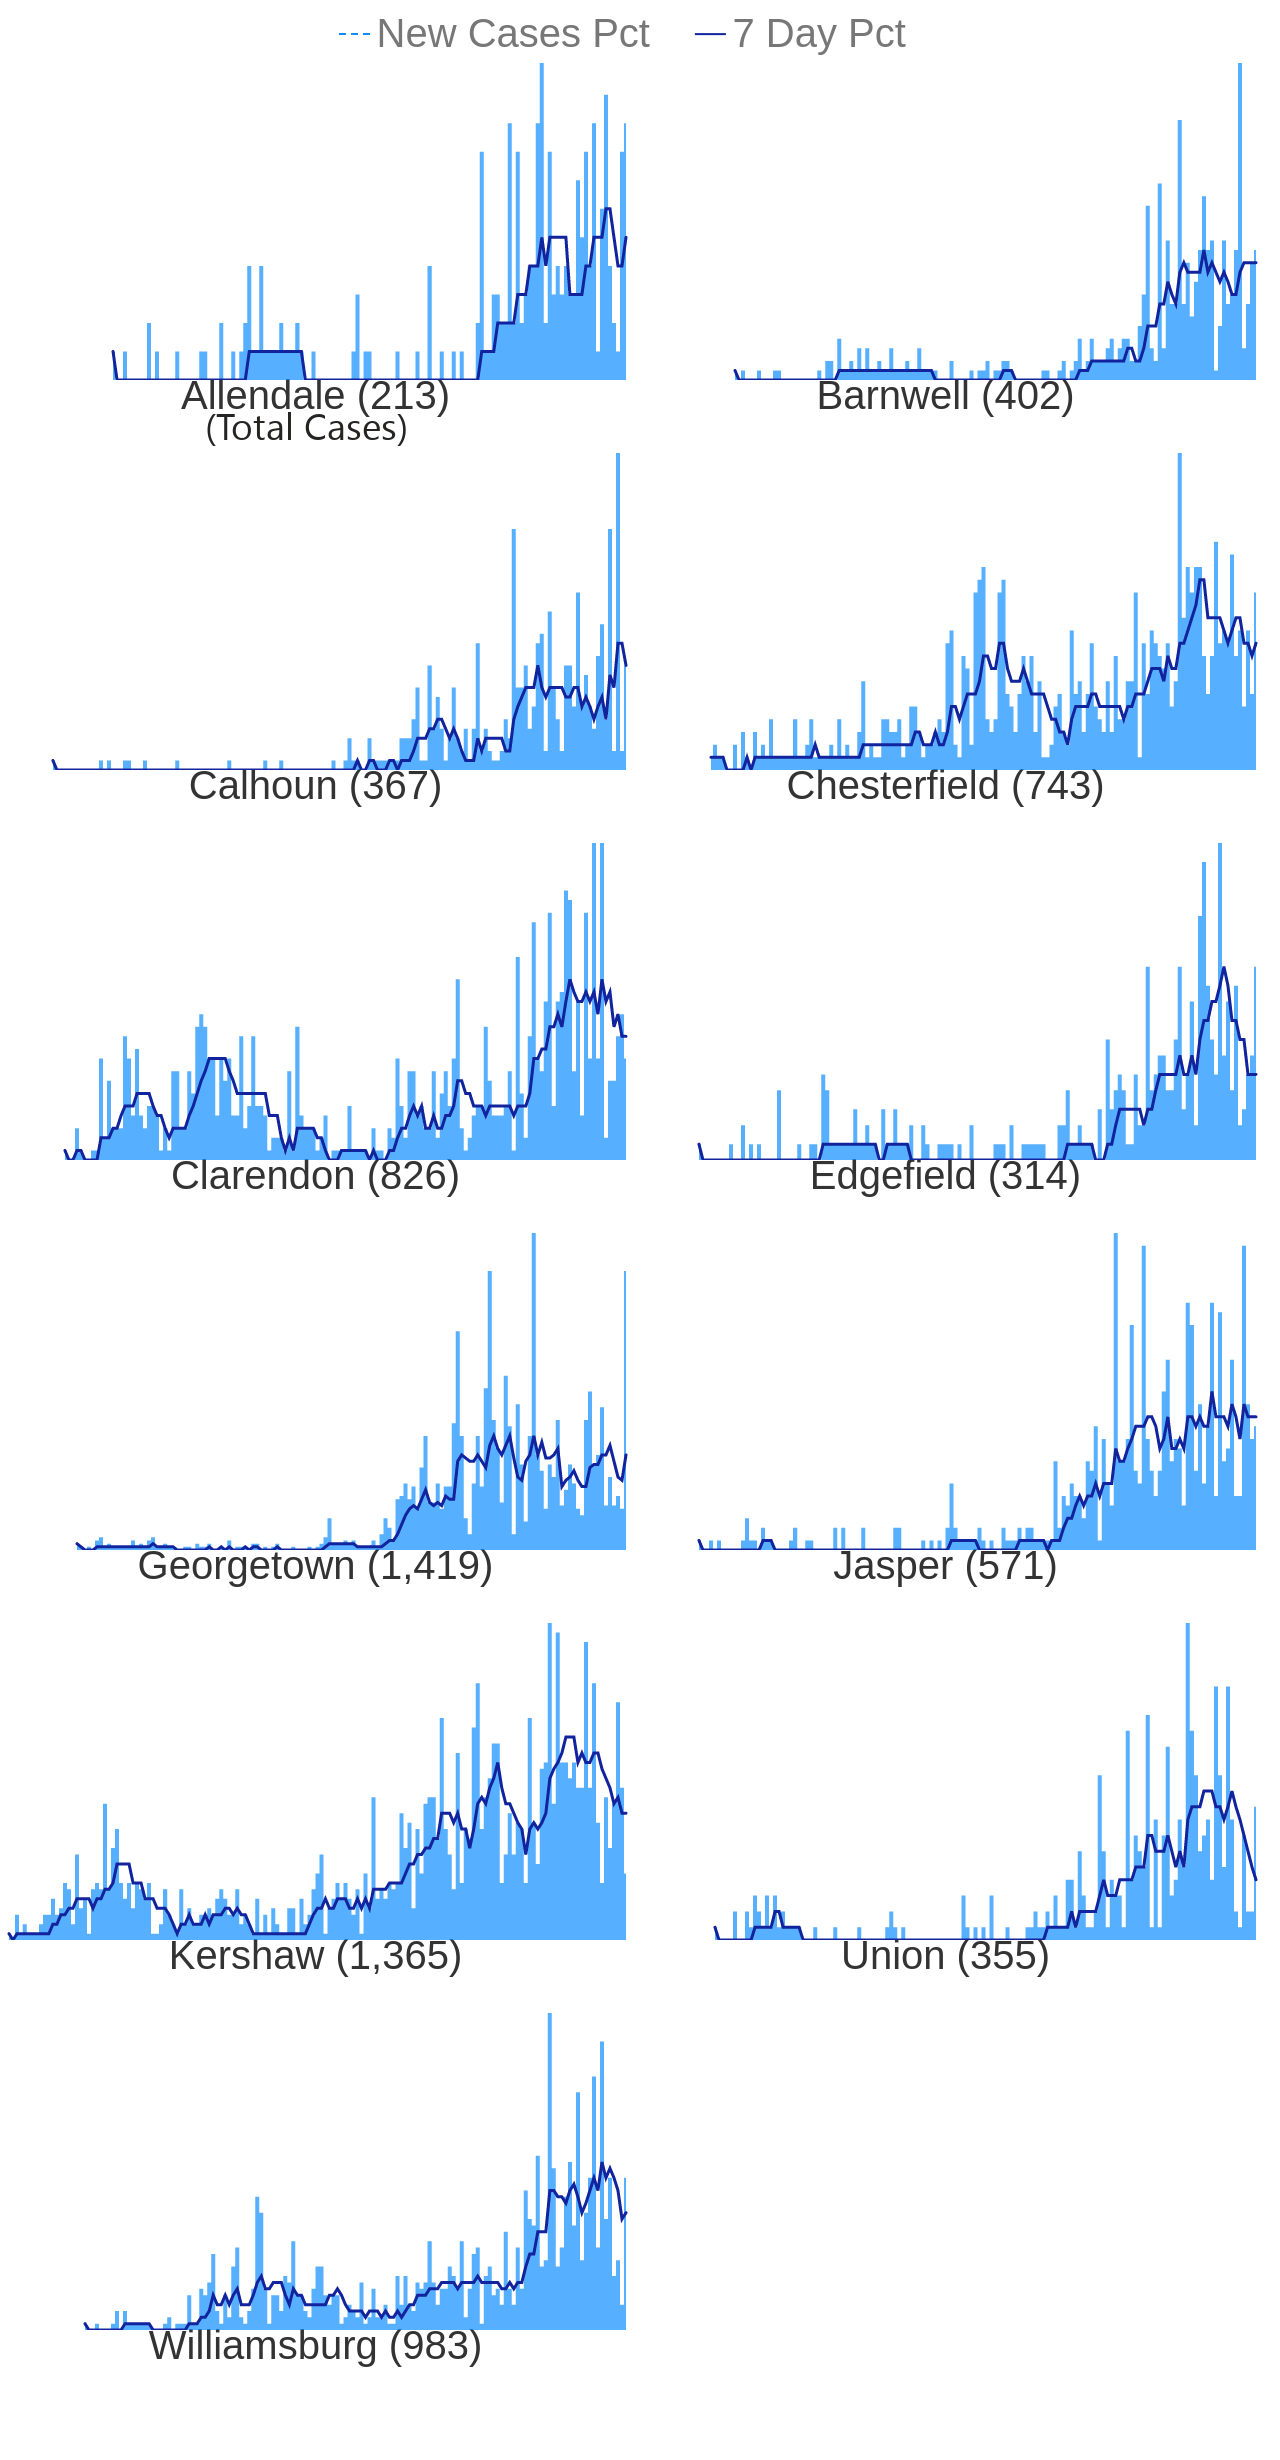 New Cases Pct 7 Day Pct
Allendale (213) Barnwell (402)
(Total Cases)
Calhoun (367) Chesterfield (743)
Clarendon (826) Edgefield (314)
Georgetown (1,419) Jasper (571)
Kershaw (1,365) Union (355)
Williamsburg (983)